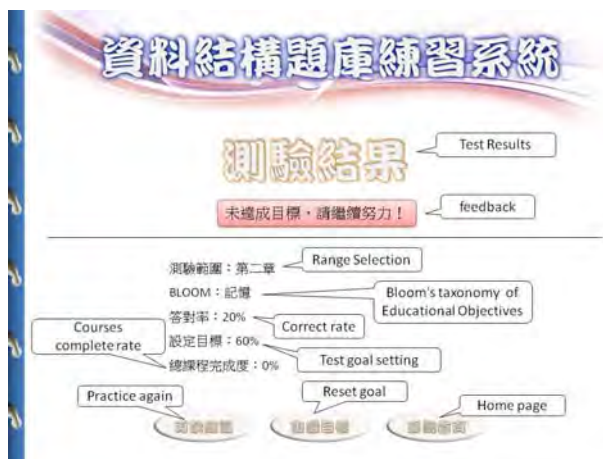 資料結構題庫練習系統
測驗結果
Test Results
未達成目標，請繼續努力！
feedback
測驗範圍：第二章
Range Selection
BLOOM：記憶
Bloom's taxonomy of
Educational Objectives
答對率：20%
Correct rate
Courses
complete rate
設定目標：60%
Test goal setting
總課程完成度：0%
Practice again
Reset goal
Home page